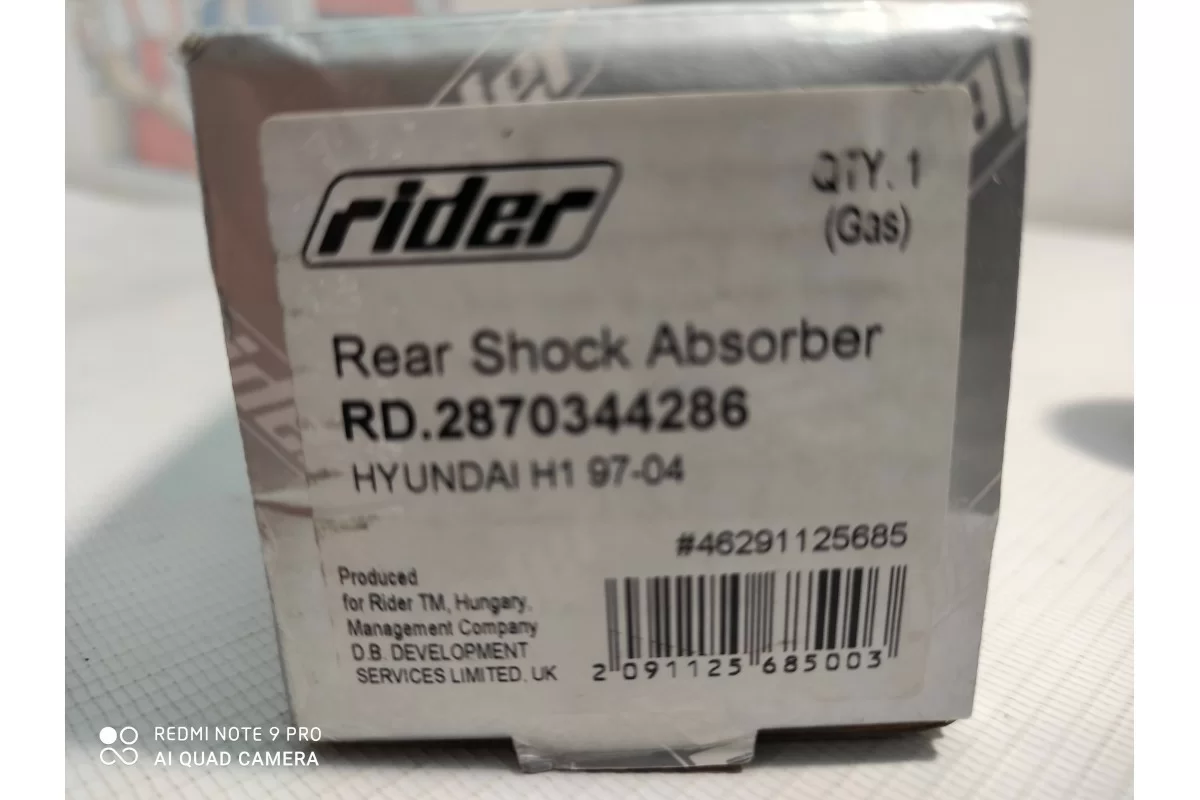 rider
QTY. 1
(Gas)
Rear Shock Absorber
RD.2870344286
HYUNDAI H1 97-04
#46291125685
Produced
for Rider TM, Hungary.
Management Company
D.B. DEVELOPMENT
SERVICES LIMITED. UK
2 091125 685003
REDMI NOTE 9 PRO
AI QUAD CAMERA